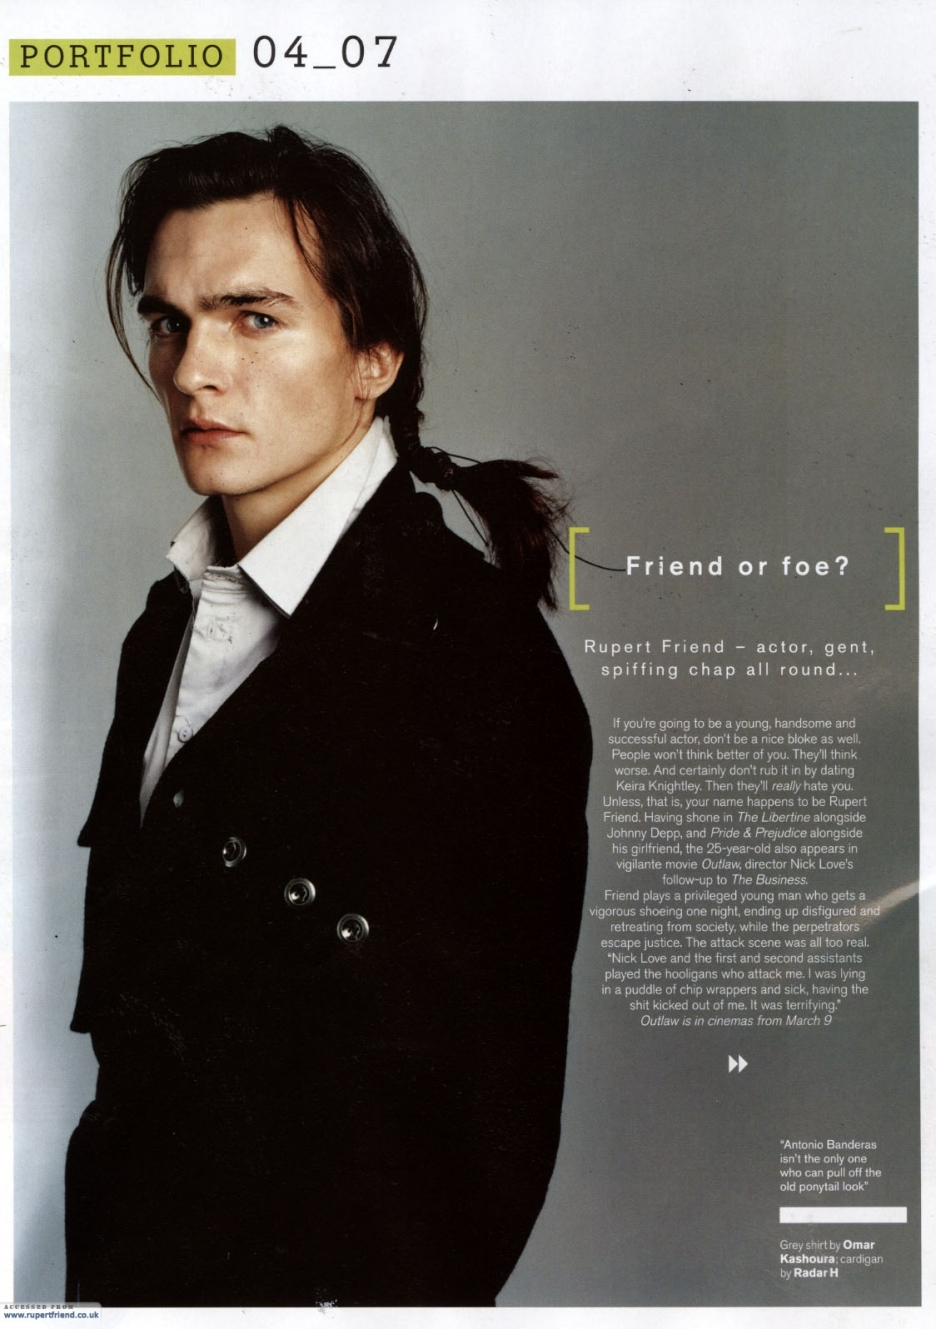 PORTFOLIO 04_07
Friend or foe?
Rupert Friend – actor, gent,
spiffing chap all round...
If you're going to be a young, handsome and
successful actor, don't be a nice bloke as well.
People won't think better of you. They'll think
worse. And certainly don't rub it in by dating
Keira Knightley. Then they'll really hate you.
Unless, that is, your name happens to be Rupert
Friend. Having shone in The Libertine alongside
Johnny Depp, and Pride & Prejudice alongside
his girlfriend, the 25-year-old also appears in
vigilante movie Outlaw, director Nick Love's
follow-up to The Business.
Friend plays a privileged young man who gets a
vigorous shoeing one night, ending up disfigured and
retreating from society, while the perpetrators
escape justice. The attack scene was all too real.
"Nick Love and the first and second assistants
played the hooligans who attack me. I was lying
in a puddle of chip wrappers and sick, having the
shit kicked out of me. It was terrifying."
Outlaw is in cinemas from March 9
"Antonio Banderas
isn't the only one
who can pull off the
old ponytail look"
Grey shirt by Omar
Kashoura; cardigan
by Radar H
ACCESSED FROM
www.rupertfriend.co.uk